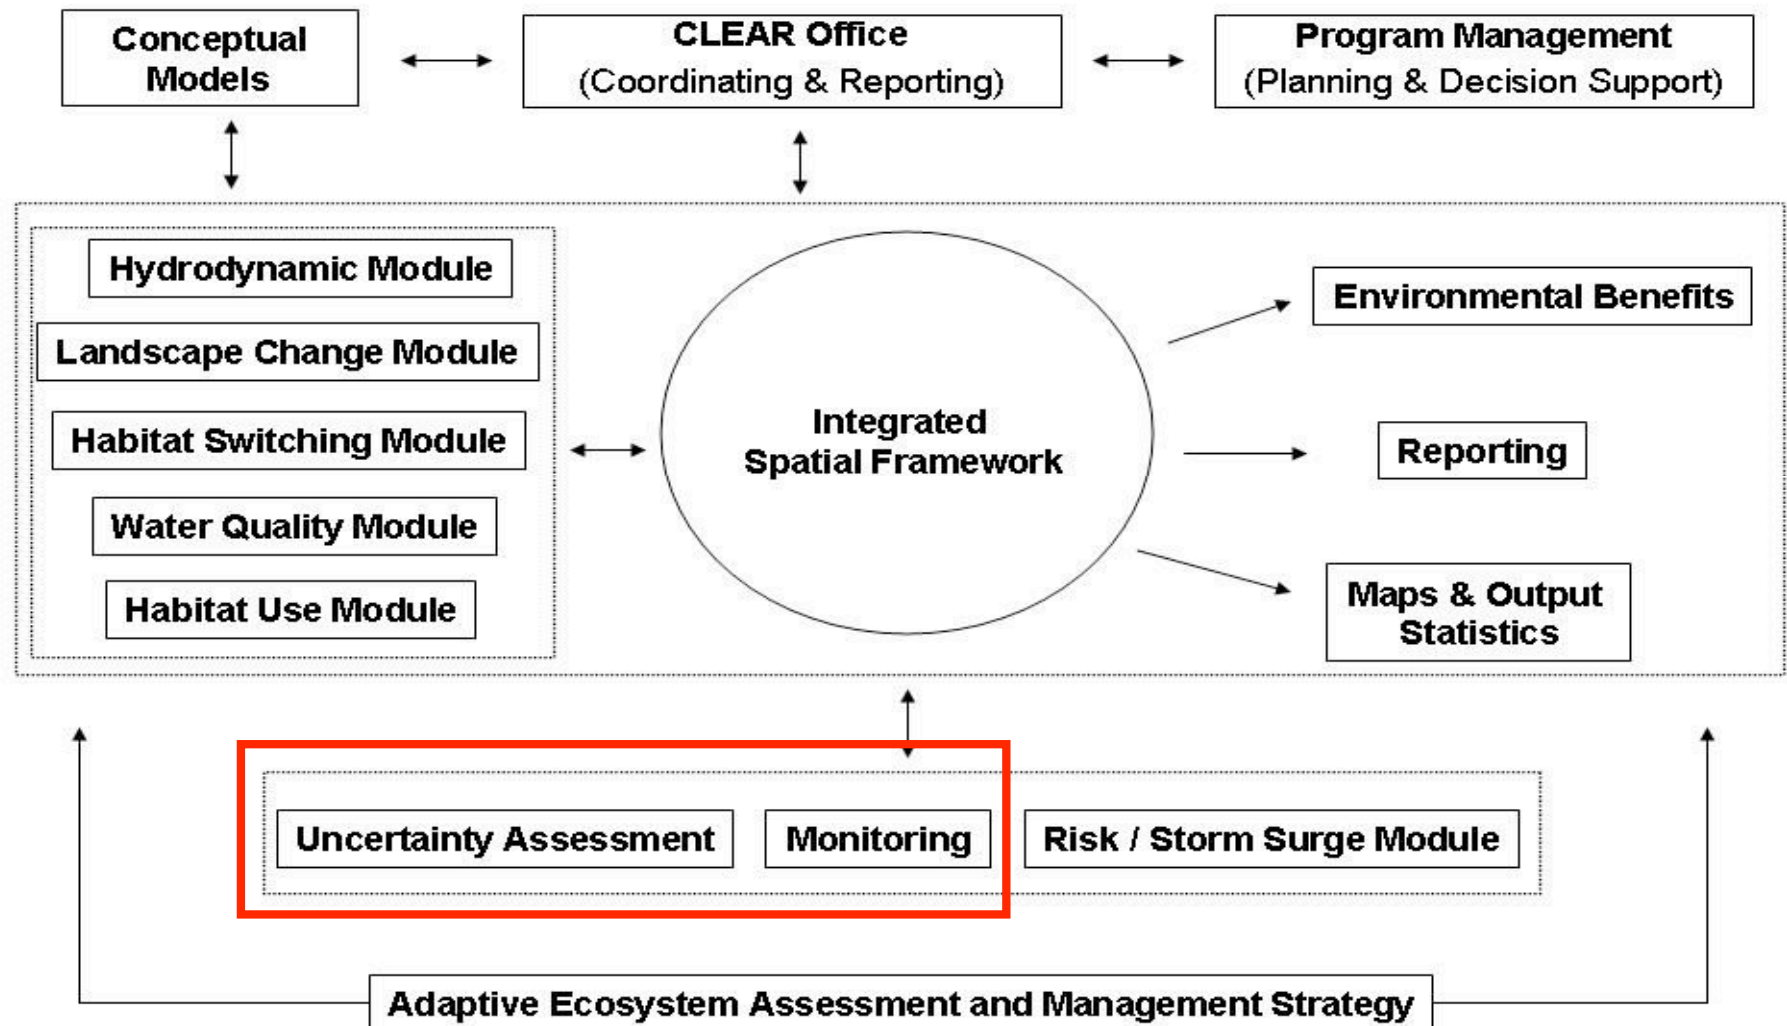 Conceptual
Models
CLEAR Office
(Coordinating & Reporting)
Program Management
(Planning & Decision Support)
Hydrodynamic Module
Landscape Change Module
Habitat Switching Module
Water Quality Module
Habitat Use Module
Integrated
Spatial Framework
Environmental Benefits
Reporting
Maps & Output
Statistics
Uncertainty Assessment
Monitoring
Risk / Storm Surge Module
Adaptive Ecosystem Assessment and Management Strategy